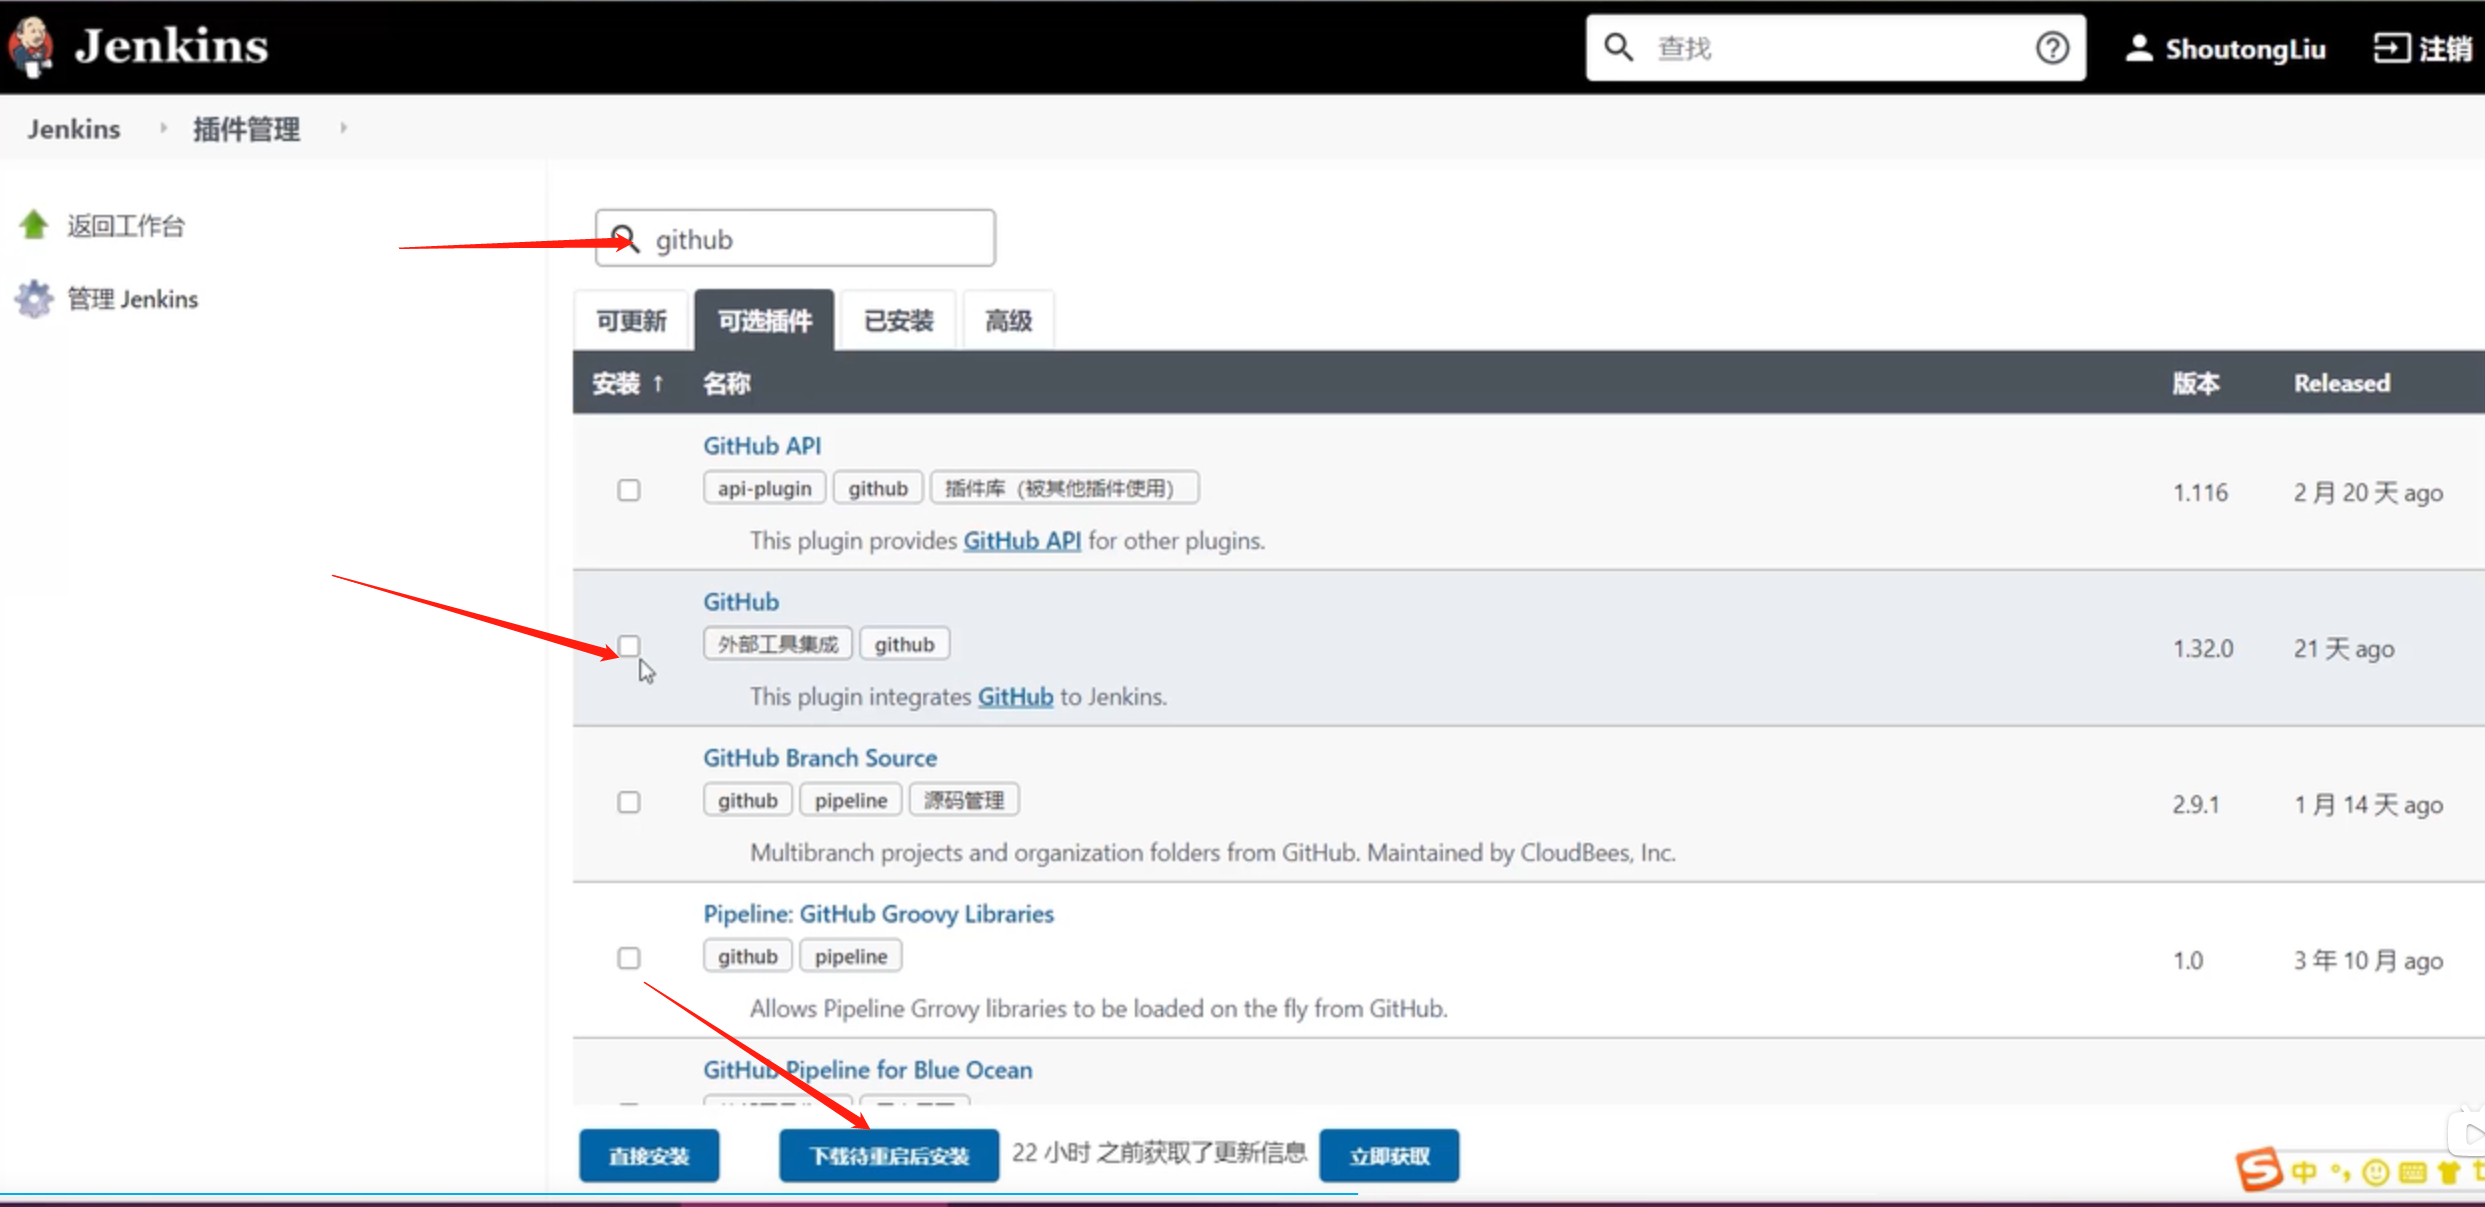 Jenkins
查找
ShoutongLiu
注销
Jenkins
插件管理
返回工作台
管理 Jenkins
github
可更新 可选插件 已安装 高级
安装 ↑ 名称 版本 Released
GitHub API
api-plugin github 插件库（被其他插件使用）
1.116 2 月 20 天 ago
This plugin provides GitHub API for other plugins.
GitHub
外部工具集成 github
1.32.0 21 天 ago
This plugin integrates GitHub to Jenkins.
GitHub Branch Source
github pipeline 源码管理
2.9.1 1 月 14 天 ago
Multibranch projects and organization folders from GitHub. Maintained by CloudBees, Inc.
Pipeline: GitHub Groovy Libraries
github pipeline
1.0 3 年 10 月 ago
Allows Pipeline Grrovy libraries to be loaded on the fly from GitHub.
GitHub Pipeline for Blue Ocean
直接安装 下载待重启后安装 22 小时 之前获取了更新信息 立即获取
中